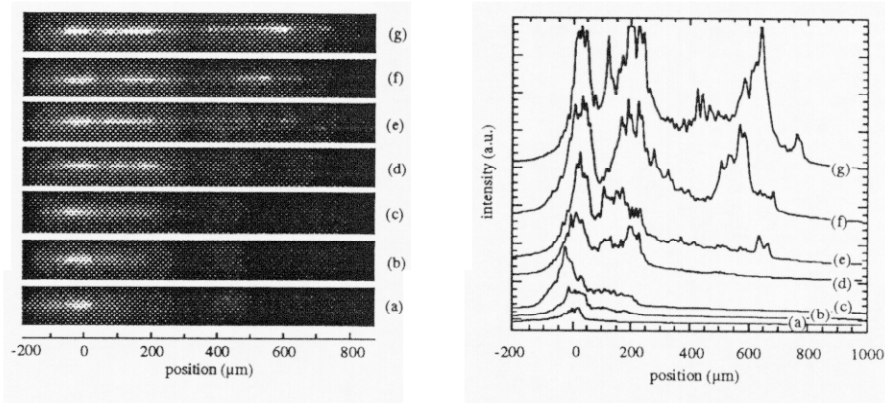 (g)
(f)
(e)
(d)
(c)
(b)
(a)
-200 0 200 400 600 800
position (µm)
intensity (a.u.)
(g)
(f)
(e)
(d)
(c)
(b)
(a)
-200 0 200 400 600 800 1000
position (µm)